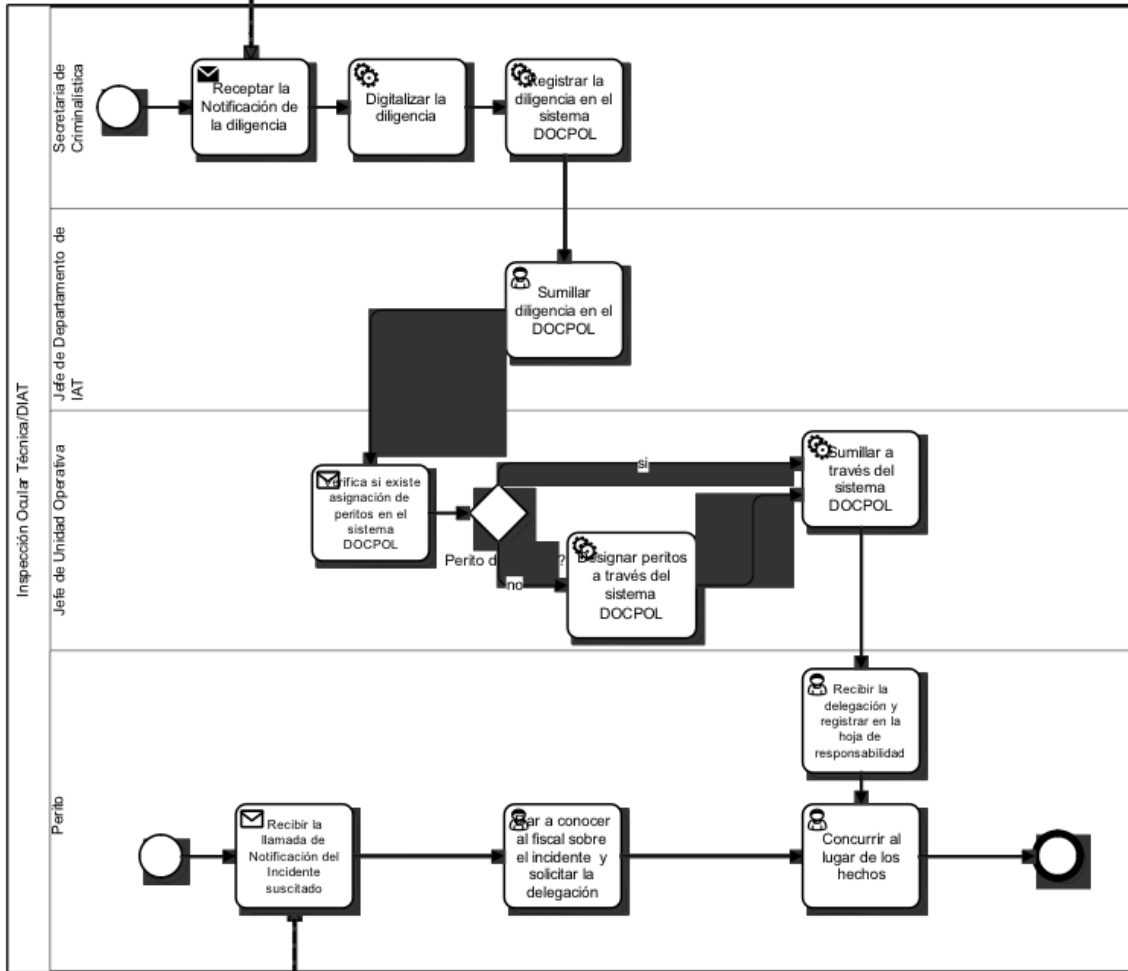 Inspección Ocular Técnica/DIAT
Secretaria de
Criminalística
Receptar la
Notificación de
la diligencia
Digitalizar la
diligencia
Registrar la
diligencia en el
sistema
DOCPOL
Jefe de Departamento de
IAT
Sumillar
diligencia en el
DOCPOL
Jefe de Unidad Operativa
Verifica si existe
asignación de
peritos en el
sistema
DOCPOL
si
Perito d ?
no
Designar peritos
a través del
sistema
DOCPOL
Sumillar a
través del
sistema
DOCPOL
Perito
Recibir la
delegación y
registrar en la
hoja de
responsabilidad
Recibir la
llamada de
Notificación del
Incidente
suscitado
Dar a conocer
al fiscal sobre
el incidente y
solicitar la
delegación
Concurrir al
lugar de los
hechos